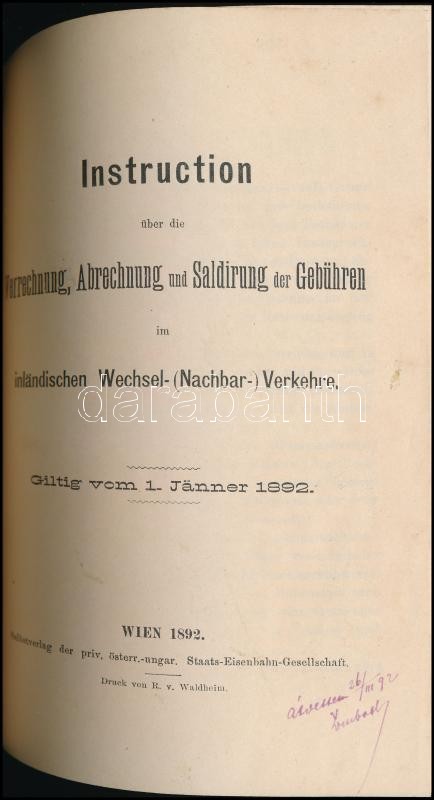 Instruction
über die
Verrechnung, Abrechnung und Saldirung der Gebühren
im
inländischen Wechsel- (Nachbar-) Verkehre.
darabanth
Giltig vom 1. Jänner 1892.
WIEN 1892.
Selbstverlag der priv. österr.-ungar. Staats-Eisenbahn-Gesellschaft.
Druck von R. v. Waldheim.
26/III 92